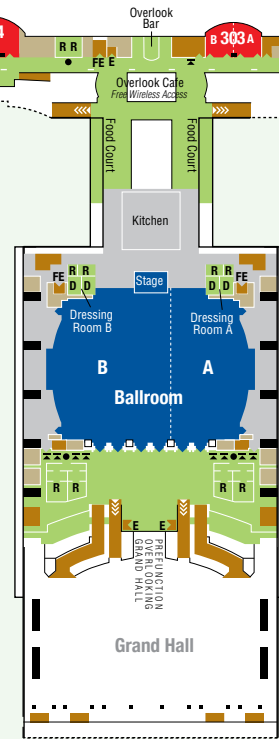 Overlook
Bar
4
R R
B 303 A
FE E
Overlook Cafe
Free Wireless Access
Food Court
Food Court
Kitchen
FE
R R
D D
Stage
R R
D D
FE
Dressing
Room B
Dressing
Room A
B
A
Ballroom
R R
R R
E E
PREFUNCTION
OVERLOOKING
GRAND HALL
Grand Hall